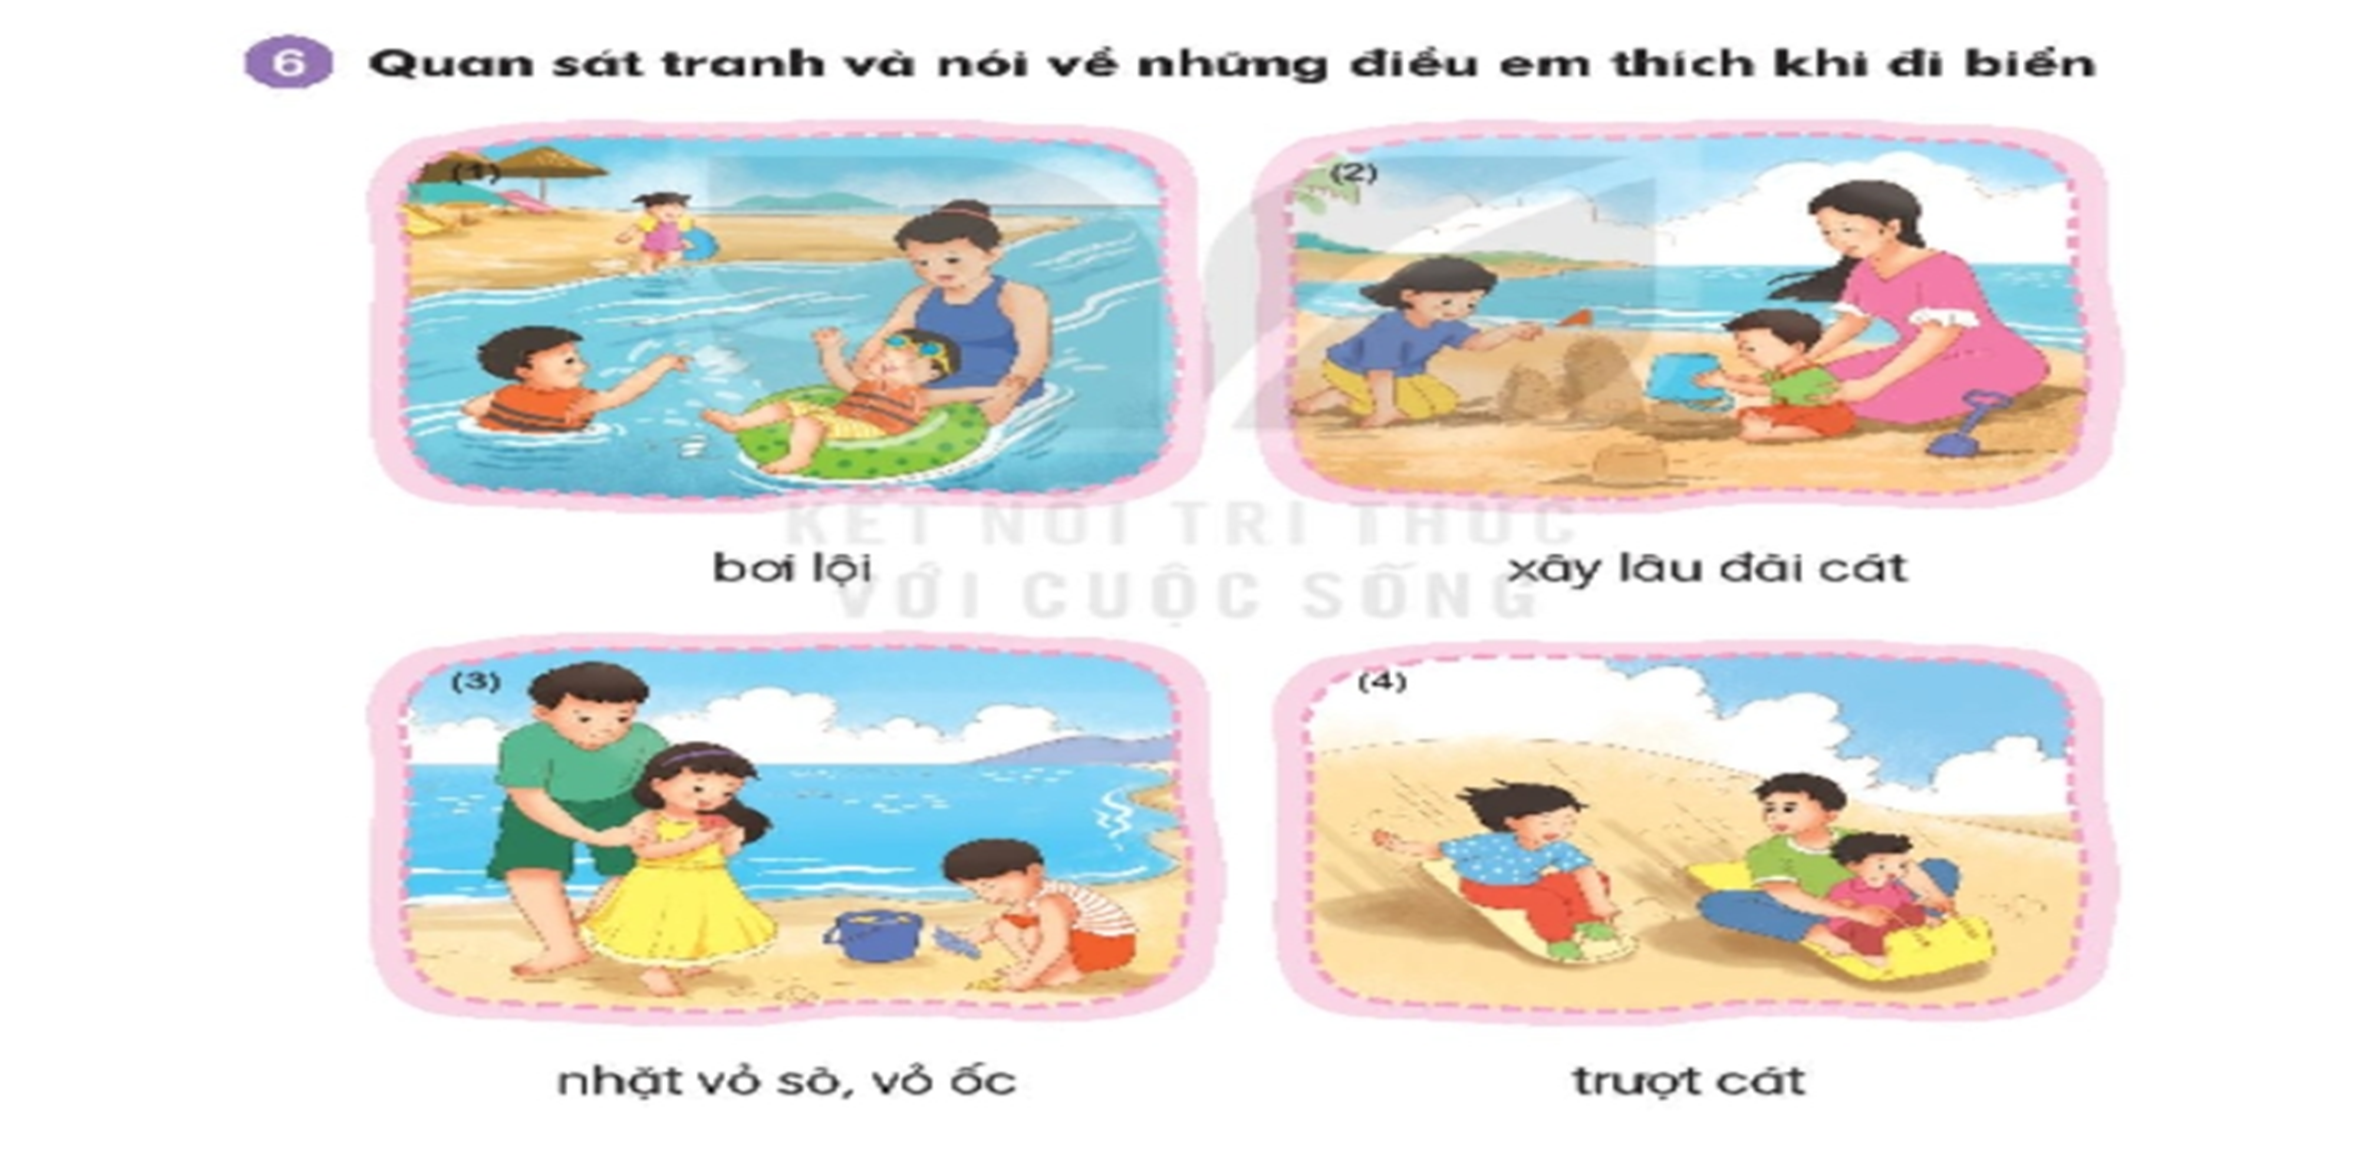 6 Quan sát tranh và nói về những điều em thích khi đi biển
(1)
(2)
KẾT NỐI TRI THỨC
VỚI CUỘC SỐNG
bơi lội
xây lâu đài cát
(3)
(4)
nhặt vỏ sò, vỏ ốc
trượt cát